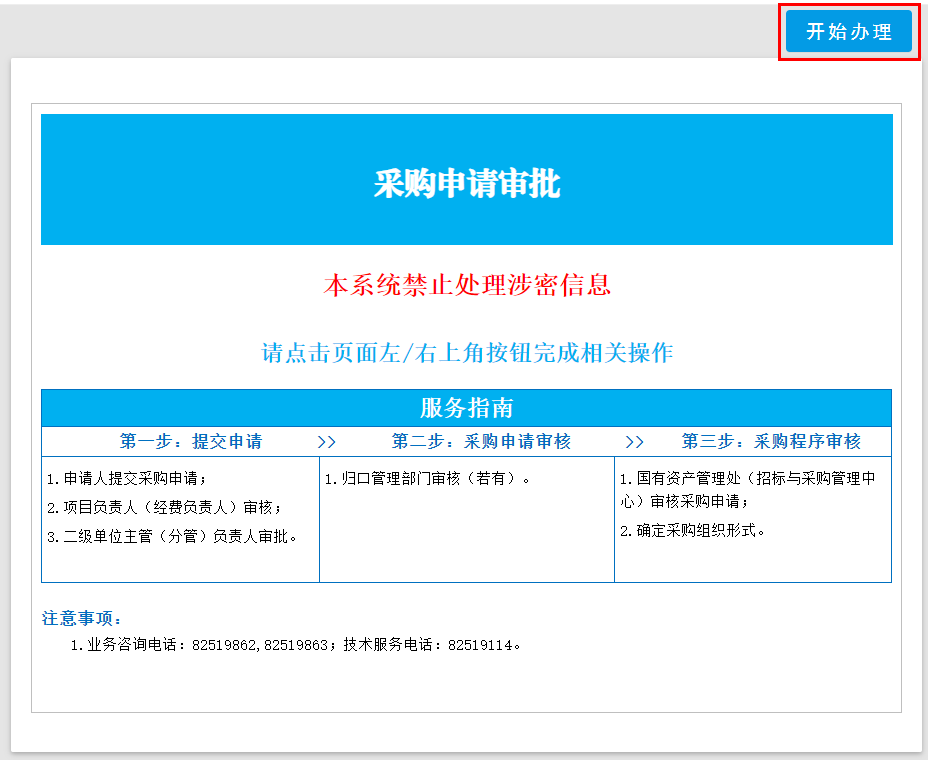 开始办理
采购申请审批
本系统禁止处理涉密信息
请点击页面左/右上角按钮完成相关操作
服务指南
第一步：提交申请 >> 第二步：采购申请审核 >> 第三步：采购程序审核
1.申请人提交采购申请；
2.项目负责人（经费负责人）审核；
3.二级单位主管（分管）负责人审批。
1.归口管理部门审核（若有）。
1.国有资产管理处（招标与采购管理中
心）审核采购申请；
2.确定采购组织形式。
注意事项：
1.业务咨询电话：82519862,82519863；技术服务电话：82519114。